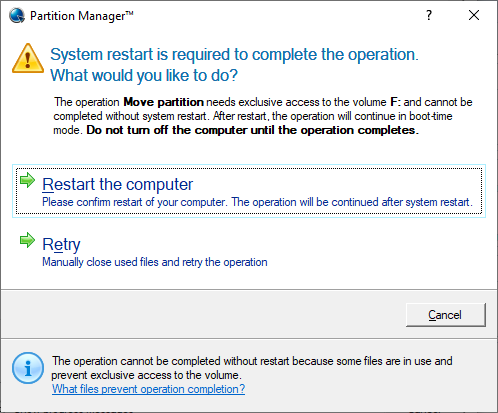 Partition Manager™
?
System restart is required to complete the operation.
What would you like to do?
The operation Move partition needs exclusive access to the volume F: and cannot be
completed without system restart. After restart, the operation will continue in boot-time
mode. Do not turn off the computer until the operation completes.
Restart the computer
Please confirm restart of your computer. The operation will be continued after system restart.
Retry
Manually close used files and retry the operation
Cancel
The operation cannot be completed without restart because some files are in use and
prevent exclusive access to the volume.
What files prevent operation completion?